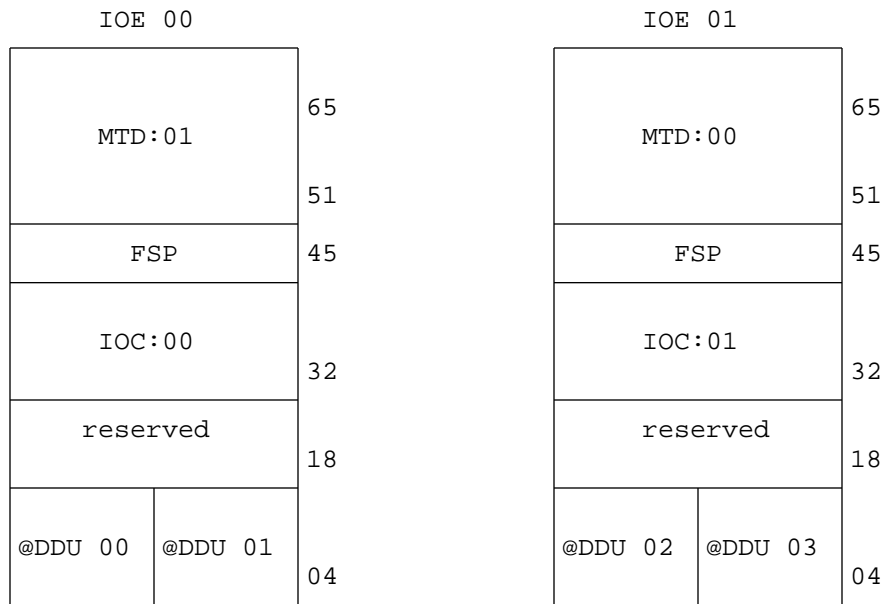 IOE 00
MTD:01
65
51
FSP
45
IOC:00
32
reserved
18
@DDU 00
@DDU 01
04
IOE 01
MTD:00
65
51
FSP
45
IOC:01
32
reserved
18
@DDU 02
@DDU 03
04